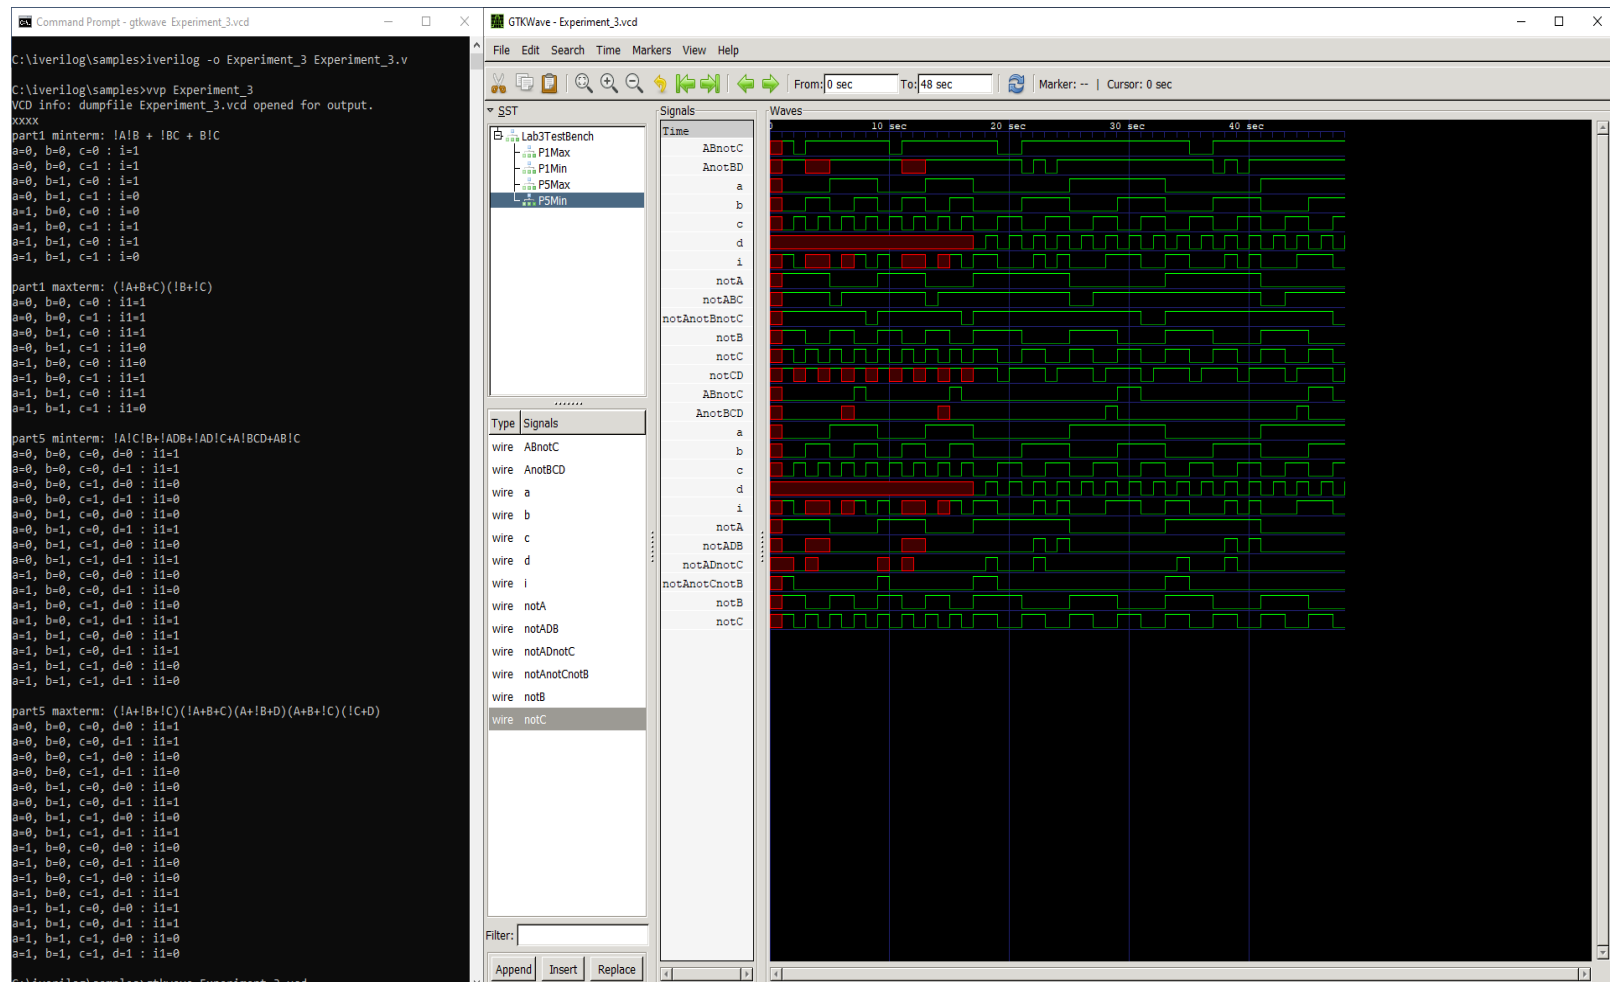 Command Prompt - gtkwave Experiment_3.vcd
C:\iverilog\samples>iverilog -o Experiment_3 Experiment_3.v
C:\iverilog\samples>vvp Experiment_3
VCD info: dumpfile Experiment_3.vcd opened for output.
xxxx
part1 minterm: !A!B + !BC + B!C
a=0, b=0, c=0 : i=1
a=0, b=0, c=1 : i=1
a=0, b=1, c=0 : i=1
a=0, b=1, c=1 : i=0
a=1, b=0, c=0 : i=0
a=1, b=0, c=1 : i=1
a=1, b=1, c=0 : i=1
a=1, b=1, c=1 : i=0
part1 maxterm: (!A+B+C)(!B+!C)
a=0, b=0, c=0 : i1=1
a=0, b=0, c=1 : i1=1
a=0, b=1, c=0 : i1=1
a=0, b=1, c=1 : i1=0
a=1, b=0, c=0 : i1=0
a=1, b=0, c=1 : i1=1
a=1, b=1, c=0 : i1=1
a=1, b=1, c=1 : i1=0
part5 minterm: !A!C!B+!ADB+!AD!C+A!BCD+AB!C
a=0, b=0, c=0, d=0 : i1=1
a=0, b=0, c=0, d=1 : i1=1
a=0, b=0, c=1, d=0 : i1=0
a=0, b=0, c=1, d=1 : i1=0
a=0, b=1, c=0, d=0 : i1=0
a=0, b=1, c=0, d=1 : i1=1
a=0, b=1, c=1, d=0 : i1=0
a=0, b=1, c=1, d=1 : i1=1
a=1, b=0, c=0, d=0 : i1=0
a=1, b=0, c=0, d=1 : i1=0
a=1, b=0, c=1, d=0 : i1=0
a=1, b=0, c=1, d=1 : i1=1
a=1, b=1, c=0, d=0 : i1=1
a=1, b=1, c=0, d=1 : i1=1
a=1, b=1, c=1, d=0 : i1=0
a=1, b=1, c=1, d=1 : i1=0
part5 maxterm: (!A+!B+!C)(!A+B+C)(A+!B+D)(A+B+!C)(!C+D)
a=0, b=0, c=0, d=0 : i1=1
a=0, b=0, c=0, d=1 : i1=1
a=0, b=0, c=1, d=0 : i1=0
a=0, b=0, c=1, d=1 : i1=0
a=0, b=1, c=0, d=0 : i1=0
a=0, b=1, c=0, d=1 : i1=1
a=0, b=1, c=1, d=0 : i1=0
a=0, b=1, c=1, d=1 : i1=1
a=1, b=0, c=0, d=0 : i1=0
a=1, b=0, c=0, d=1 : i1=0
a=1, b=0, c=1, d=0 : i1=0
a=1, b=0, c=1, d=1 : i1=1
a=1, b=1, c=0, d=0 : i1=1
a=1, b=1, c=0, d=1 : i1=1
a=1, b=1, c=1, d=0 : i1=0
a=1, b=1, c=1, d=1 : i1=0
GTKWave - Experiment_3.vcd
File Edit Search Time Markers View Help
From: 0 sec To: 48 sec Marker: -- | Cursor: 0 sec
SST
Lab3TestBench
P1Max
P1Min
P5Max
P5Min
Type Signals
wire ABnotC
wire AnotBCD
wire a
wire b
wire c
wire d
wire i
wire notA
wire notADB
wire notADnotC
wire notAnotCnotB
wire notB
wire notC
Filter:
Append Insert Replace
Signals
Time
ABnotC
AnotBD
a
b
c
d
i
notA
notABC
notAnotBnotC
notB
notC
notCD
ABnotC
AnotBCD
a
b
c
d
i
notA
notADB
notADnotC
notAnotCnotB
notB
notC
Waves
0 10 sec 20 sec 30 sec 40 sec